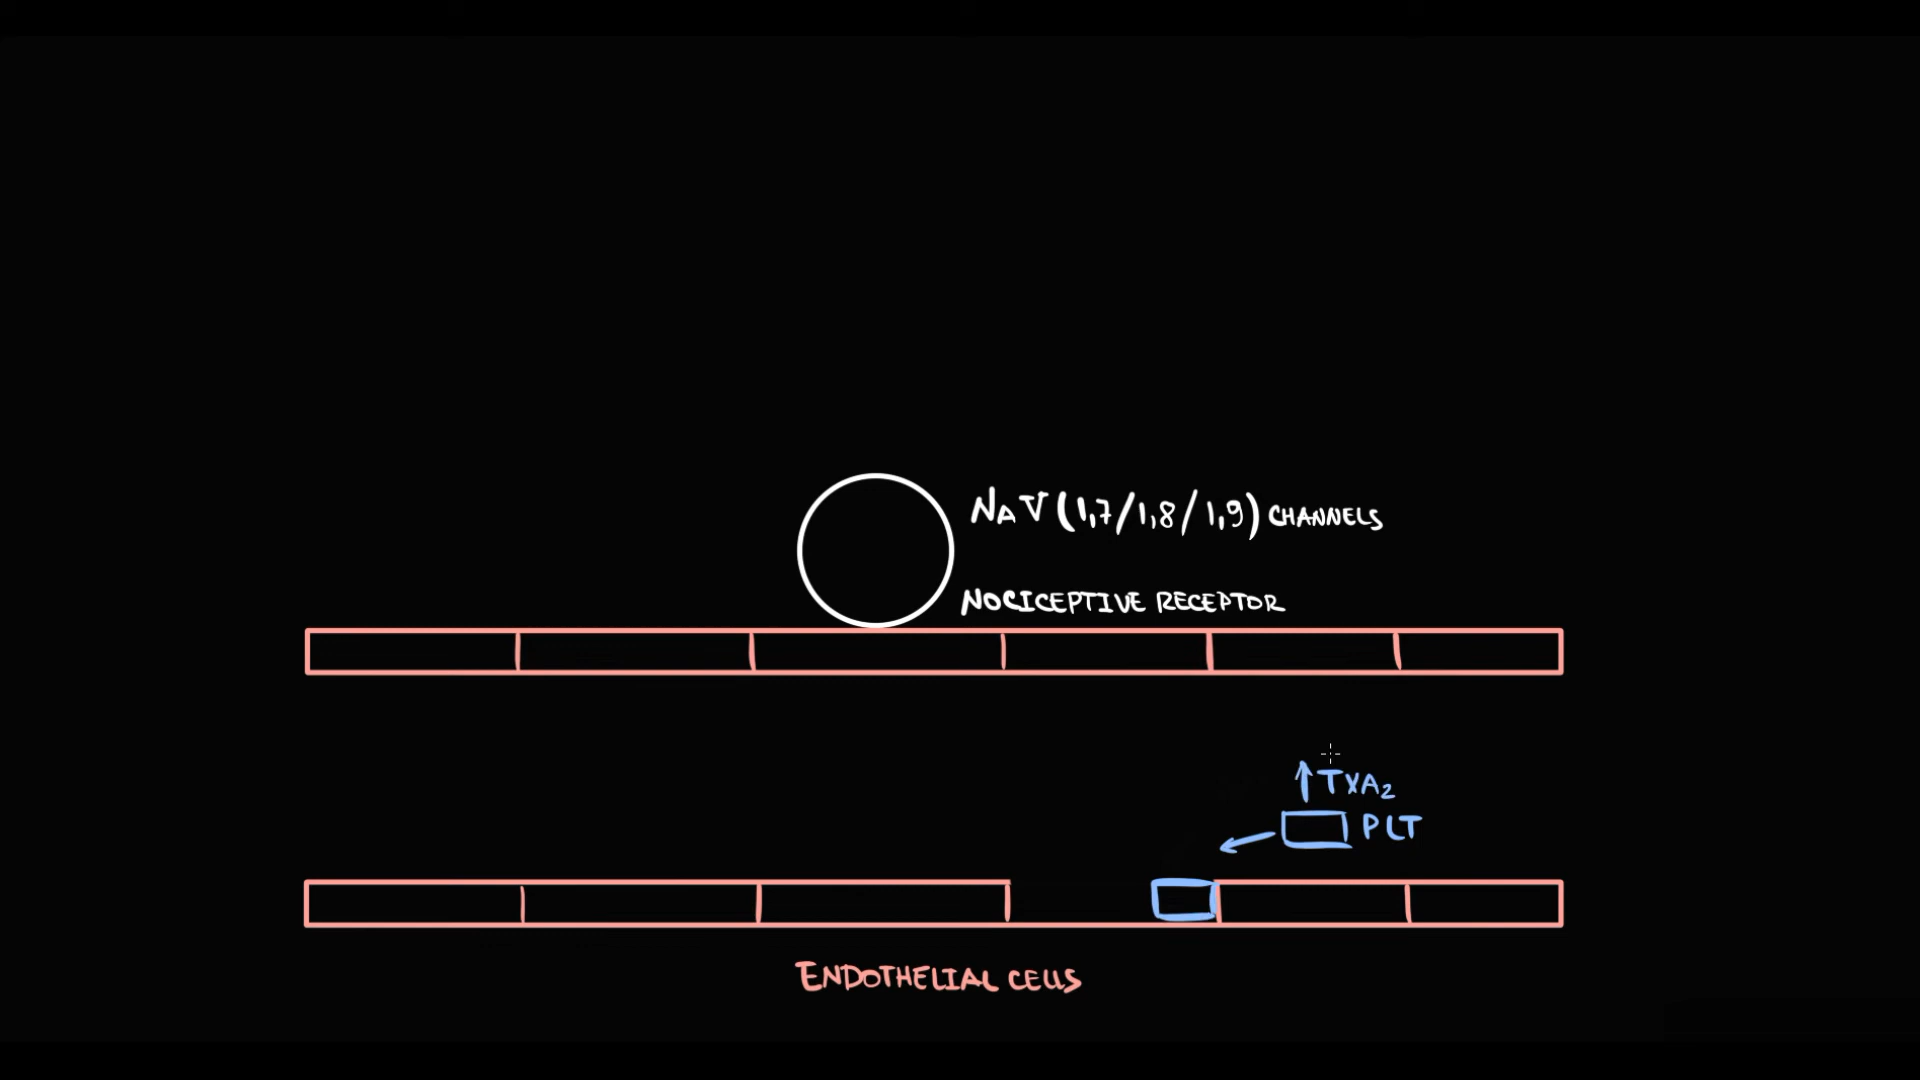 NaV (1,7/1,8/1,9) CHANNELS
NOCICEPTIVE RECEPTOR
↑TXA2
PLT
ENDOTHELIAL CELLS